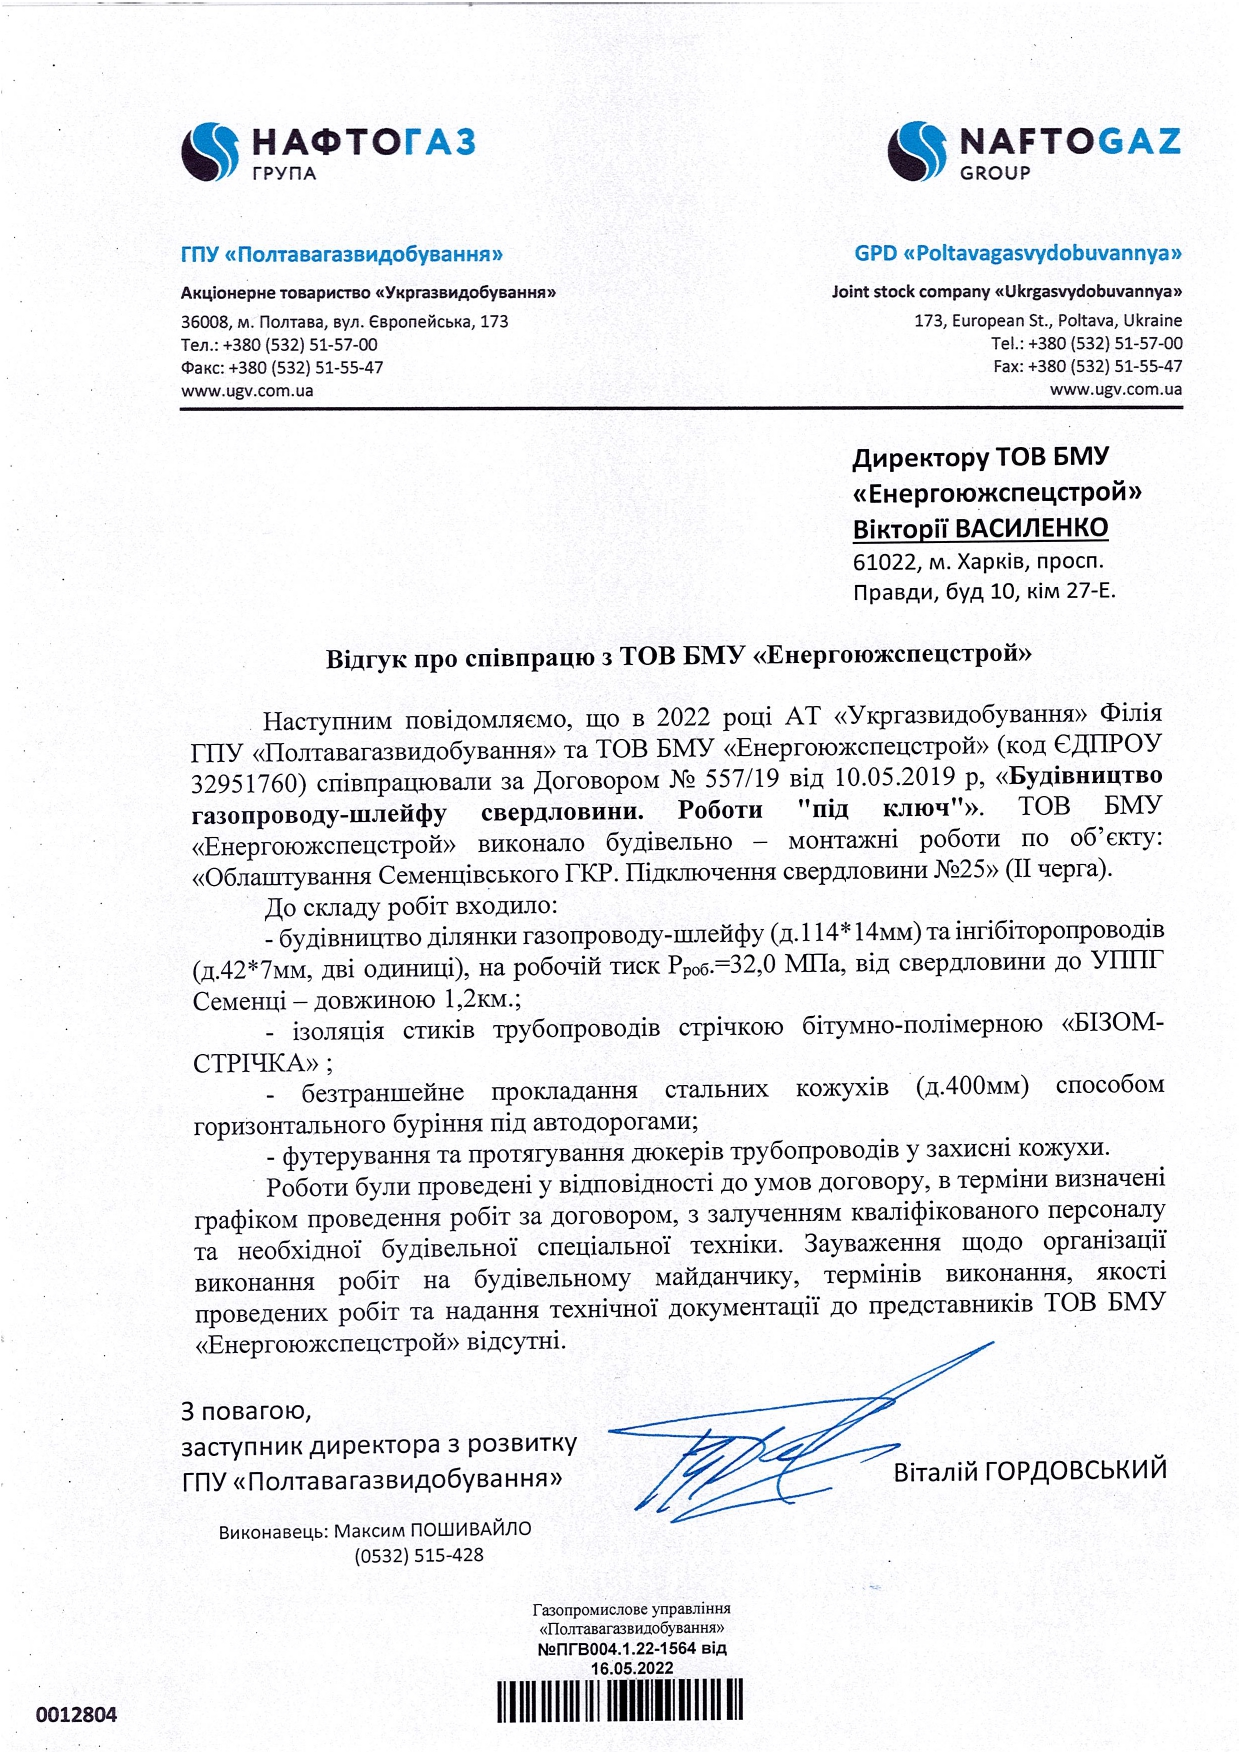 НАФТОГАЗ
ГРУПА
NAFTOGAZ
GROUP
ГПУ «Полтавагазвидобування»
Акціонерне товариство «Укргазвидобування»
36008, м. Полтава, вул. Європейська, 173
Тел.: +380 (532) 51-57-00
Факс: +380 (532) 51-55-47
www.ugv.com.ua
GPD «Poltavagasvydobuvannya»
Joint stock company «Ukrgasvydobuvannya»
173, European St., Poltava, Ukraine
Tel.: +380 (532) 51-57-00
Fax: +380 (532) 51-55-47
www.ugv.com.ua
Директору ТОВ БМУ
«Енергоюжспецстрой»
Вікторії ВАСИЛЕНКО
61022, м. Харків, просп.
Правди, буд 10, кім 27-Е.
Відгук про співпрацю з ТОВ БМУ «Енергоюжспецстрой»
Наступним повідомляємо, що в 2022 році АТ «Укргазвидобування» Філія
ГПУ «Полтавагазвидобування» та ТОВ БМУ «Енергоюжспецстрой» (код ЄДПРОУ
32951760) співпрацювали за Договором № 557/19 від 10.05.2019 р, «Будівництво
газопроводу-шлейфу свердловини. Роботи "під ключ"». ТОВ БМУ
«Енергоюжспецстрой» виконало будівельно – монтажні роботи по об’єкту:
«Облаштування Семенцівського ГКР. Підключення свердловини №25» (ІІ черга).
До складу робіт входило:
- будівництво ділянки газопроводу-шлейфу (д.114*14мм) та інгібіторопроводів
(д.42*7мм, дві одиниці), на робочій тиск Рроб.=32,0 МПа, від свердловини до УППГ
Семенці – довжиною 1,2км.;
- ізоляція стиків трубопроводів стрічкою бітумно-полімерною «БІЗОМ-
СТРІЧКА» ;
- безтраншейне прокладання стальних кожухів (д.400мм) способом
горизонтального буріння під автодорогами;
- футерування та протягування дюкерів трубопроводів у захисні кожухи.
Роботи були проведені у відповідності до умов договору, в терміни визначені
графіком проведення робіт за договором, з залученням кваліфікованого персоналу
та необхідної будівельної спеціальної техніки. Зауваження щодо організації
виконання робіт на будівельному майданчику, термінів виконання, якості
проведених робіт та надання технічної документації до представників ТОВ БМУ
«Енергоюжспецстрой» відсутні.
З повагою,
заступник директора з розвитку
ГПУ «Полтавагазвидобування»
Віталій ГОРДОВСЬКИЙ
Виконавець: Максим ПОШИВАЙЛО
(0532) 515-428
Газопромислове управління
«Полтавагазвидобування»
№ПГВ004.1.22-1564 від
16.05.2022
0012804